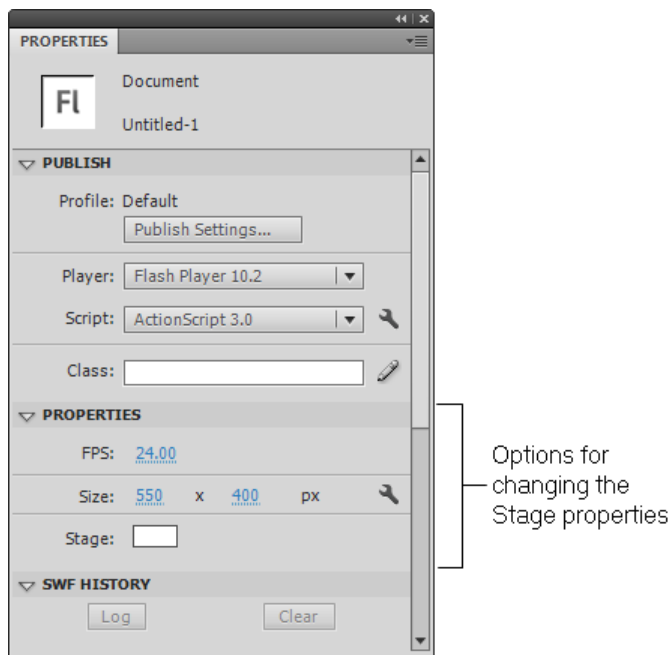 PROPERTIES
Fl
Document
Untitled-1
PUBLISH
Profile: Default
Publish Settings...
Player: Flash Player 10.2
Script: ActionScript 3.0
Class:
PROPERTIES
FPS: 24.00
Size: 550 x 400 px
Stage:
SWF HISTORY
Log Clear
Options for
changing the
Stage properties